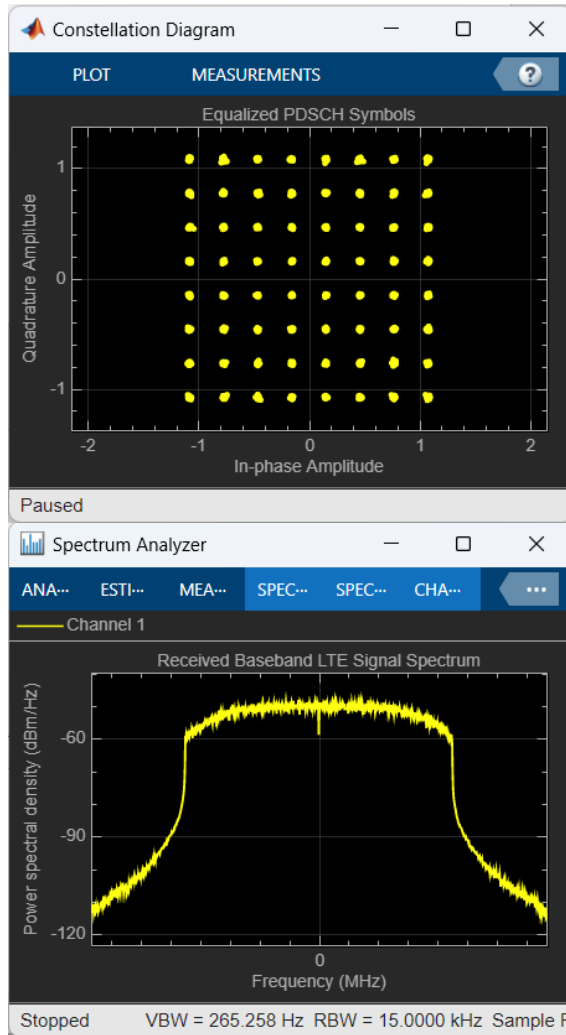 Constellation Diagram
PLOT MEASUREMENTS ?
Equalized PDSCH Symbols
Quadrature Amplitude
1
0
-1
-2 -1 0 1 2
In-phase Amplitude
Paused
Spectrum Analyzer
ANA... ESTI... MEA... SPEC... SPEC... CHA... ...
Channel 1
Received Baseband LTE Signal Spectrum
Power spectral density (dBm/Hz)
-60
-90
-120
0
Frequency (MHz)
Stopped VBW = 265.258 Hz RBW = 15.0000 kHz Sample